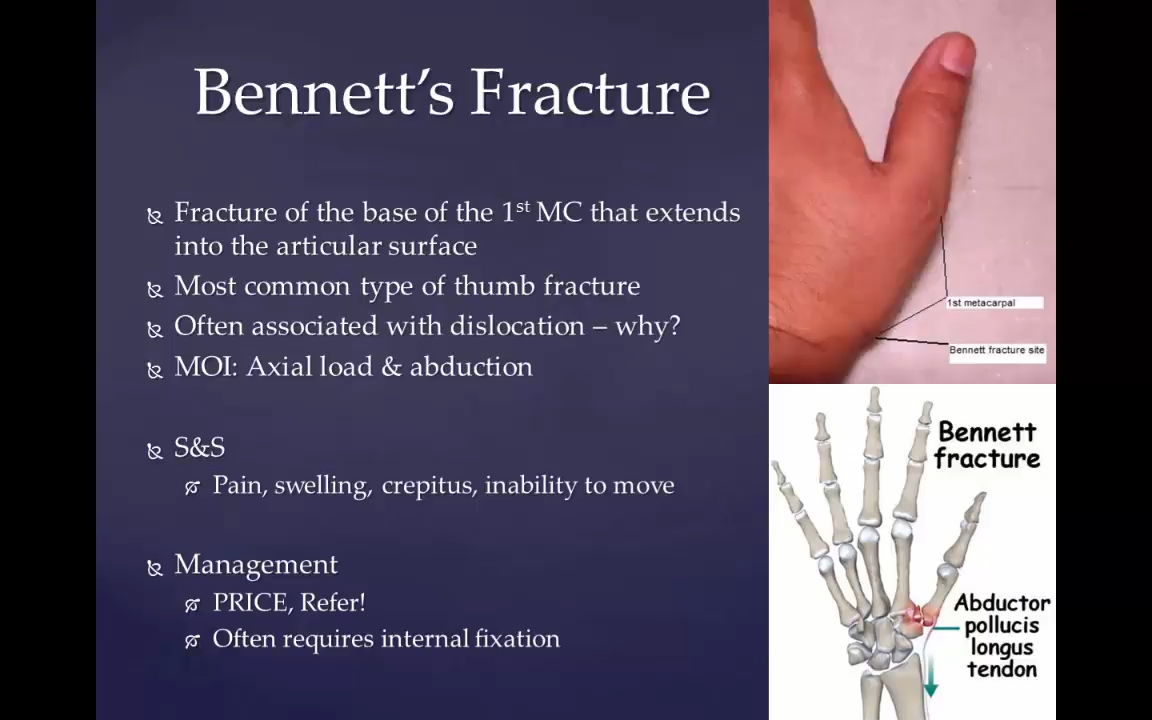 Bennett’s Fracture
Fracture of the base of the 1st MC that extends
into the articular surface
Most common type of thumb fracture
Often associated with dislocation – why?
MOI: Axial load & abduction
S&S
Pain, swelling, crepitus, inability to move
Management
PRICE, Refer!
Often requires internal fixation
1st metacarpal
Bennett fracture site
Bennett
fracture
Abductor
pollucis
longus
tendon